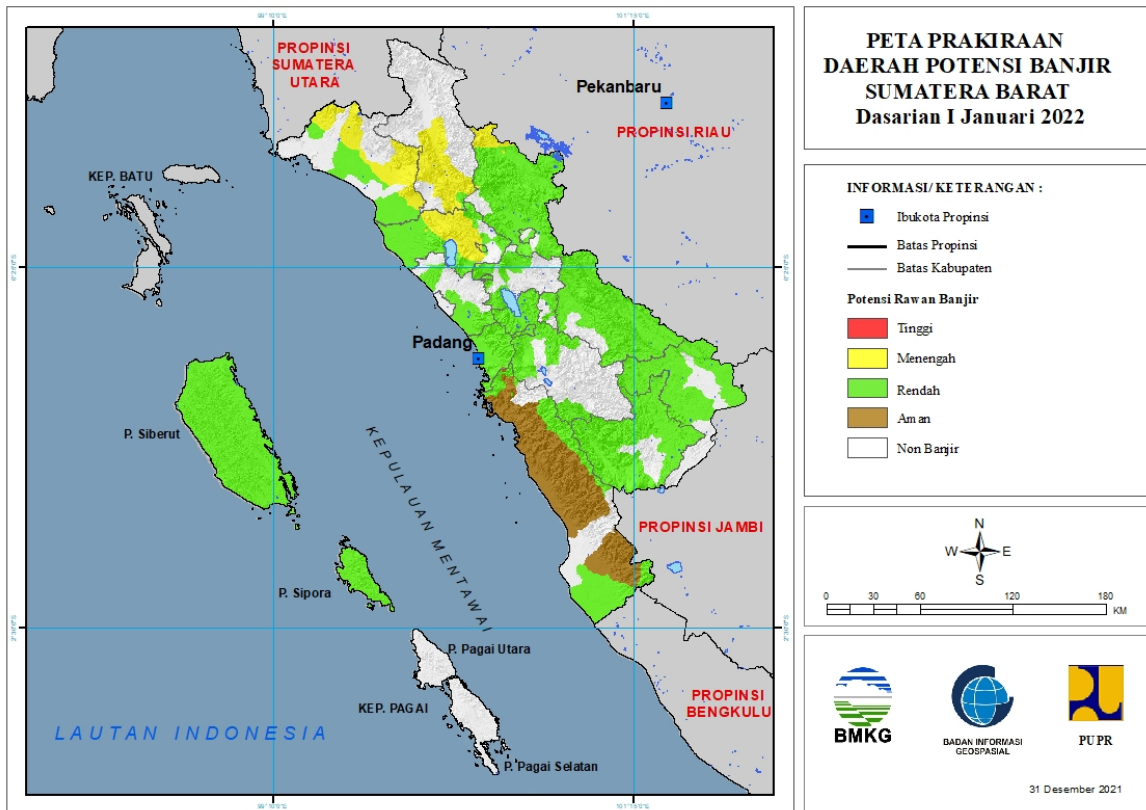 PETA PRAKIRAAN
DAERAH POTENSI BANJIR
SUMATERA BARAT
Dasarian I Januari 2022
INFORMASI/ KETERANGAN :
Ibukota Propinsi
Batas Propinsi
Batas Kabupaten
Potensi Rawan Banjir
Tinggi
Menengah
Rendah
Aman
Non Banjir
N
W E
S
0 30 60 120 180
KM
BMKG
BADAN INFORMASI
GEOSPASIAL
PUPR
31 Desember 2021
PROPINSI
SUMATERA
UTARA
Pekanbaru
PROPINSI RIAU
KEP. BATU
Padang
P. Siberut
KEPULAUAN MENTAWAI
PROPINSI JAMBI
P. Sipora
P. Pagai Utara
KEP. PAGAI
PROPINSI
BENGKULU
LAUTAN INDONESIA
P. Pagai Selatan